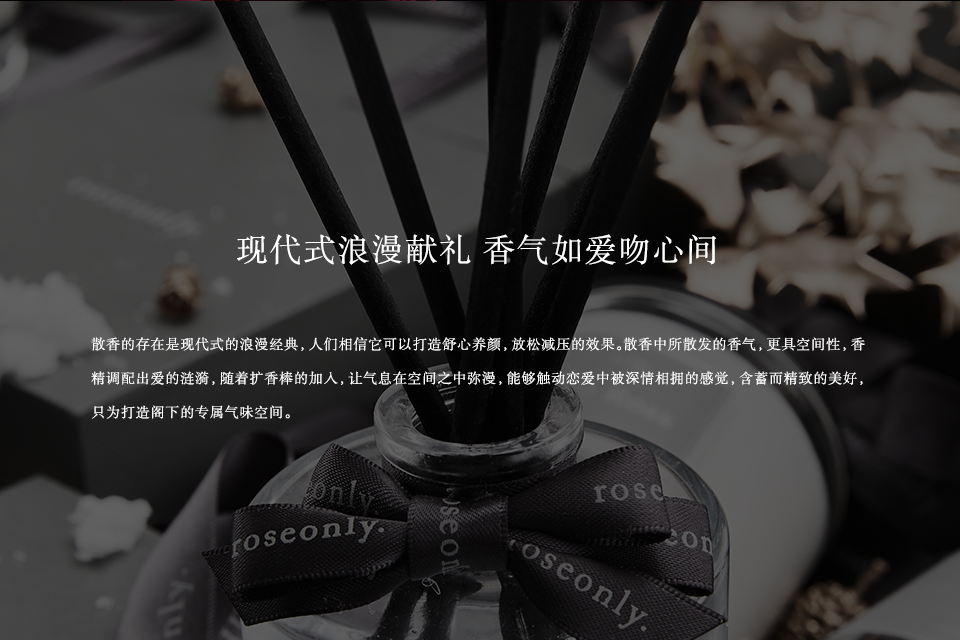 现代式浪漫献礼 香气如爱吻心间
散香的存在是现代式的浪漫经典，人们相信它可以打造舒心养颜，放松减压的效果。散香中所散发的香气，更具空间性，香
精调配出爱的涟漪，随着扩香棒的加入，让气息在空间之中弥漫，能够触动恋爱中被深情相拥的感觉，含蓄而精致的美好，
只为打造阁下的专属气味空间。
only.
rose
roseonly.
roseon
eon
roseonly.